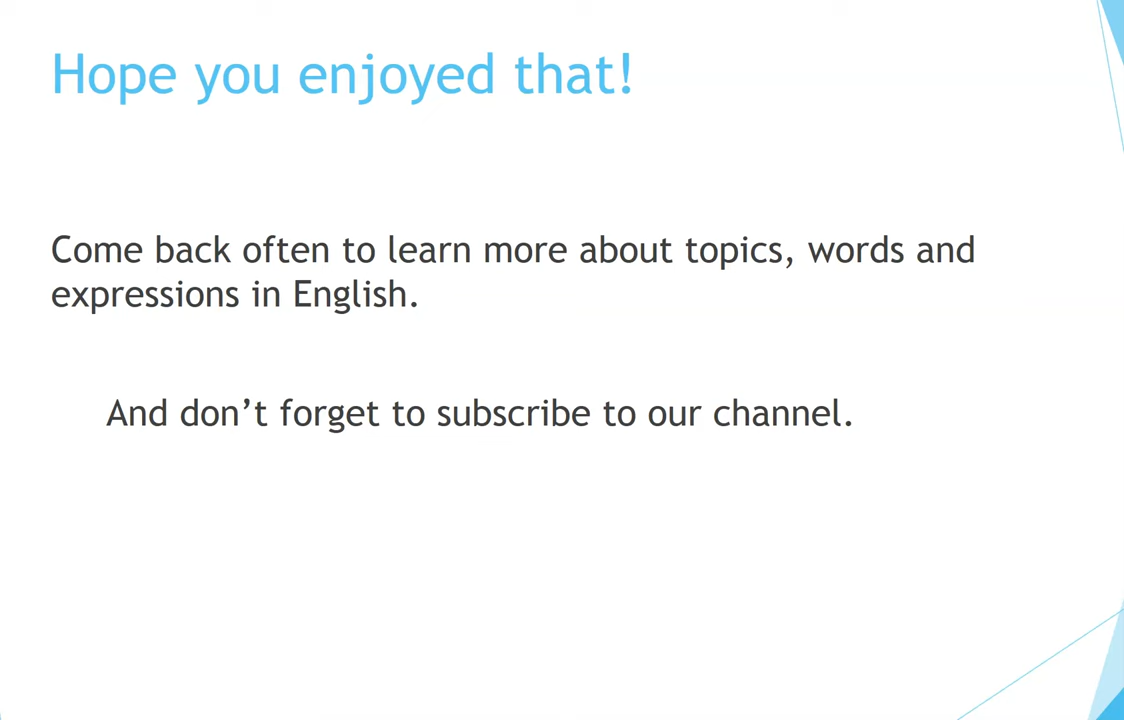 Hope you enjoyed that!
Come back often to learn more about topics, words and
expressions in English.
And don’t forget to subscribe to our channel.